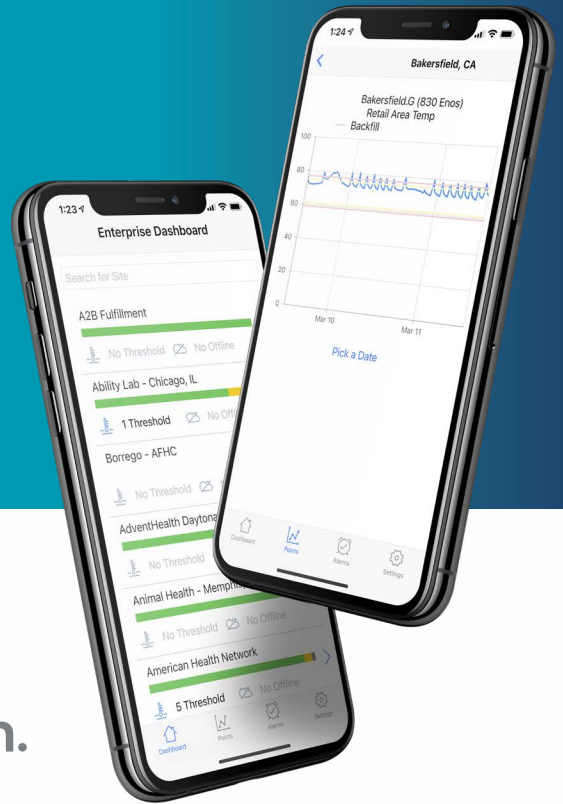 1:23
Enterprise Dashboard
Search for Site
A2B Fulfillment
No Threshold No Offline
Ability Lab - Chicago, IL
1 Threshold
Borrego - AFHC
No Threshold
AdventHealth Daytona
No Threshold
Animal Health - Memphis,
No Threshold No Offline
American Health Network
5 Threshold No Offline
Dashboard Points Alarms Settings
1:24
Bakersfield, CA
Bakersfield.G (830 Enos)
Retail Area Temp
Backfill
100
80
60
40
20
0
Mar 10 Mar 11
Pick a Date
Dashboard Points Alarms Settings